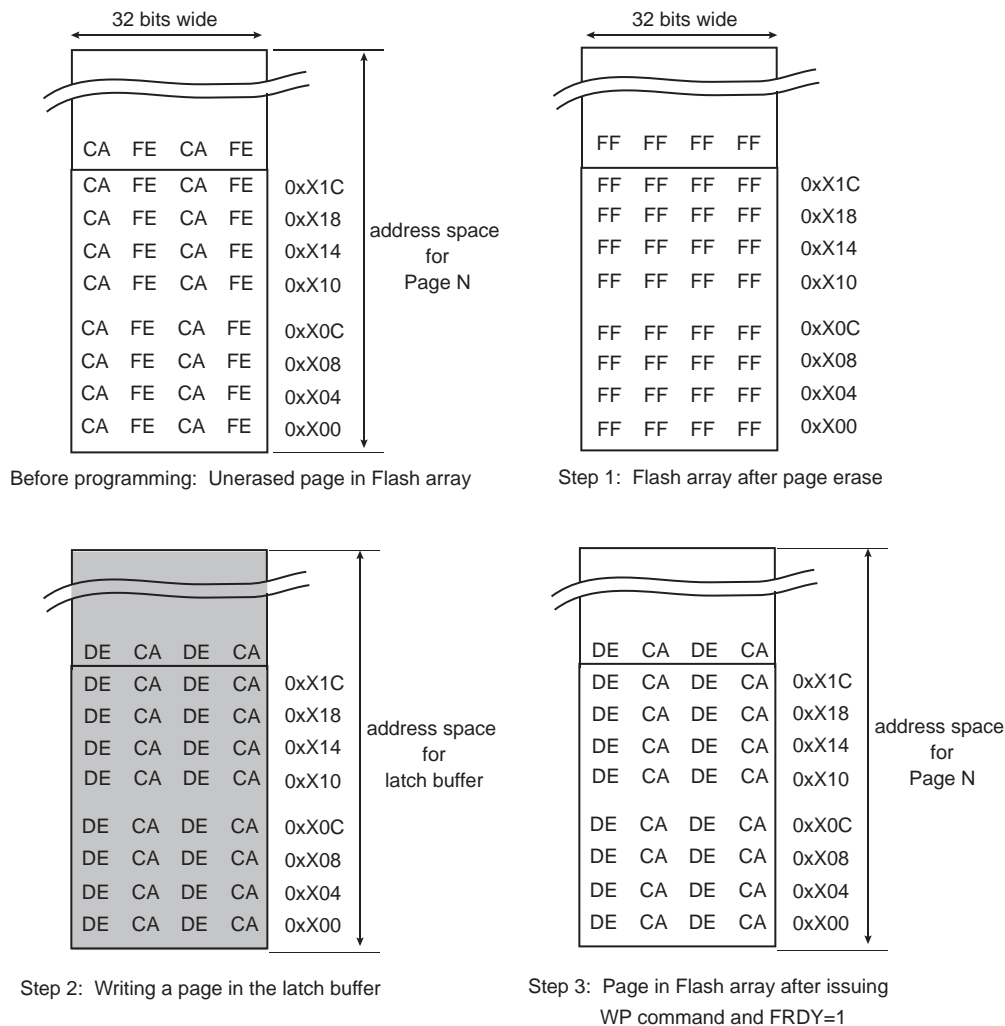 32 bits wide
CA FE CA FE
CA FE CA FE 0xX1C
CA FE CA FE 0xX18
CA FE CA FE 0xX14
CA FE CA FE 0xX10
CA FE CA FE 0xX0C
CA FE CA FE 0xX08
CA FE CA FE 0xX04
CA FE CA FE 0xX00
address space
for
Page N
Before programming: Unerased page in Flash array
32 bits wide
FF FF FF FF
FF FF FF FF 0xX1C
FF FF FF FF 0xX18
FF FF FF FF 0xX14
FF FF FF FF 0xX10
FF FF FF FF 0xX0C
FF FF FF FF 0xX08
FF FF FF FF 0xX04
FF FF FF FF 0xX00
Step 1: Flash array after page erase
DE CA DE CA
DE CA DE CA 0xX1C
DE CA DE CA 0xX18
DE CA DE CA 0xX14
DE CA DE CA 0xX10
DE CA DE CA 0xX0C
DE CA DE CA 0xX08
DE CA DE CA 0xX04
DE CA DE CA 0xX00
address space
for
latch buffer
Step 2: Writing a page in the latch buffer
DE CA DE CA
DE CA DE CA 0xX1C
DE CA DE CA 0xX18
DE CA DE CA 0xX14
DE CA DE CA 0xX10
DE CA DE CA 0xX0C
DE CA DE CA 0xX08
DE CA DE CA 0xX04
DE CA DE CA 0xX00
address space
for
Page N
Step 3: Page in Flash array after issuing
WP command and FRDY=1